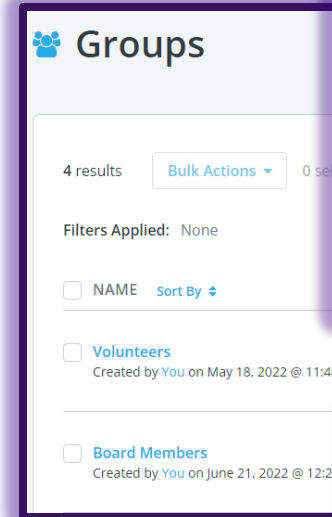 Groups
4 results Bulk Actions 0
Filters Applied: None
NAME Sort By
Volunteers
Created by You on May 18, 2022 @
Board Members
Created by You on June 21, 2022 @